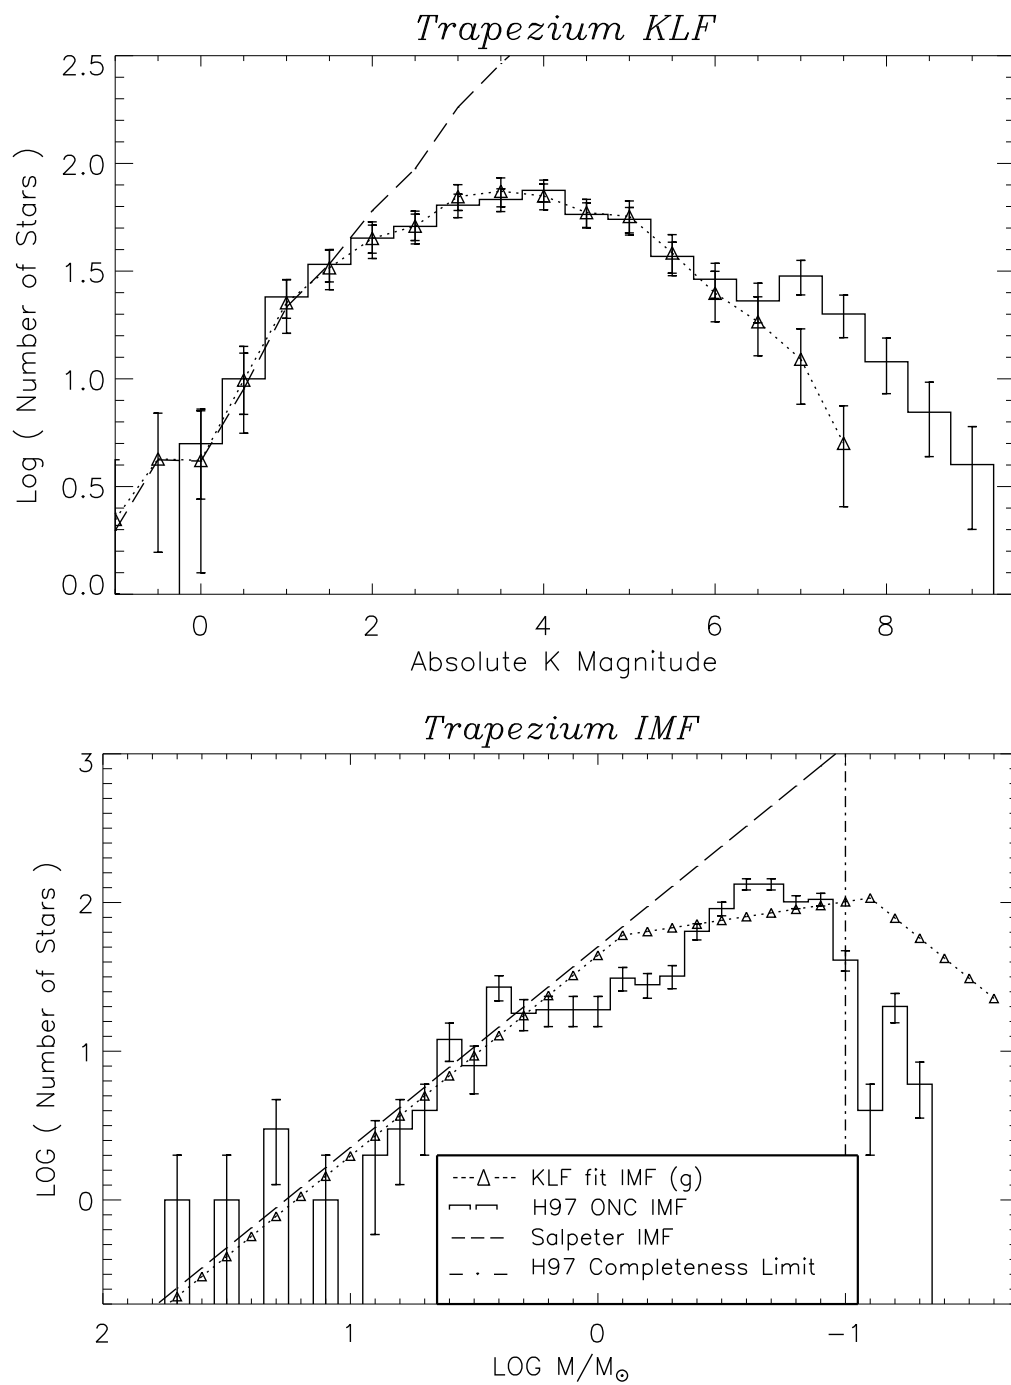 Trapezium KLF
2.5
2.0
1.5
1.0
0.5
0.0
Log ( Number of Stars )
0 2 4 6 8
Absolute K Magnitude
Trapezium IMF
3
2
1
0
LOG ( Number of Stars )
KLF fit IMF (g)
H97 ONC IMF
Salpeter IMF
H97 Completeness Limit
2 1 0 −1
LOG M/M☉